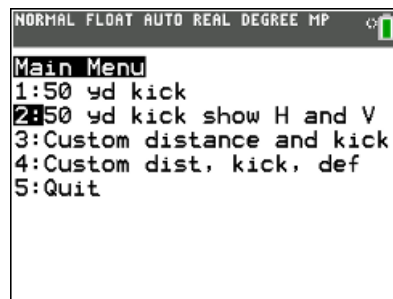 NORMAL FLOAT AUTO REAL DEGREE MP
Main Menu
1:50 yd kick
2:50 yd kick show H and V
3:Custom distance and kick
4:Custom dist, kick, def
5:Quit